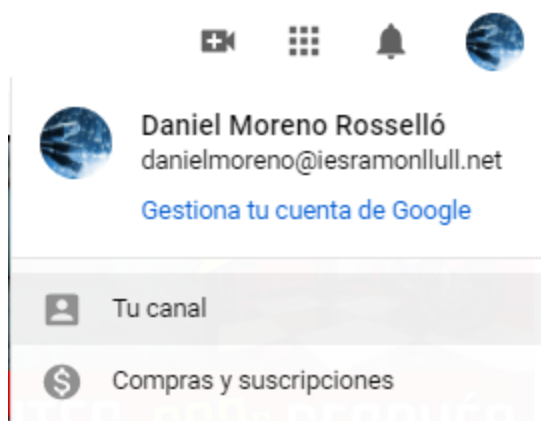 Daniel Moreno Rosselló
danielmoreno@iesramonllull.net
Gestiona tu cuenta de Google
Tu canal
Compras y suscripciones